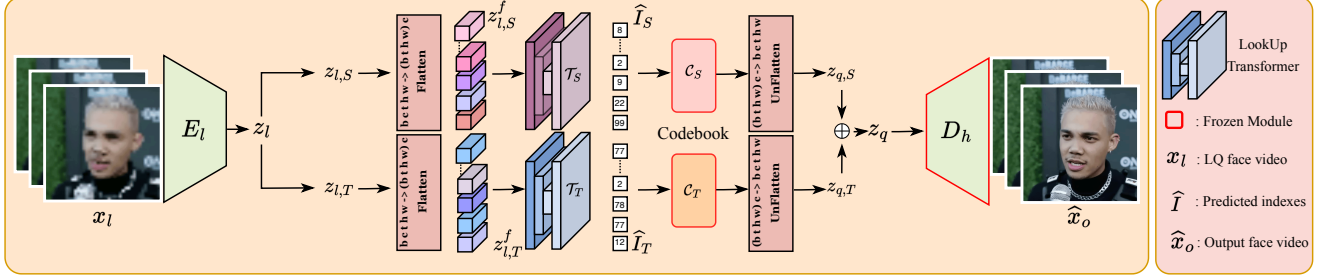 x_l
E_l
z_l
z_{l,S}
z_{l,T}
b c t h w -> (b t h w) c
Flatten
b c t h w -> (b t h w) c
Flatten
z^f_{l,S}
z^f_{l,T}
𝒯_S
𝒯_T
Î_S
8
2
9
22
99
77
2
78
77
12
Î_T
𝒞_S
Codebook
𝒞_T
(b t h w) c -> b c t h w
UnFlatten
(b t h w) c -> b c t h w
UnFlatten
z_{q,S}
⊕
z_{q,T}
z_q
D_h
x̂_o
LookUp
Transformer
: Frozen Module
x_l : LQ face video
Î : Predicted indexes
x̂_o : Output face video